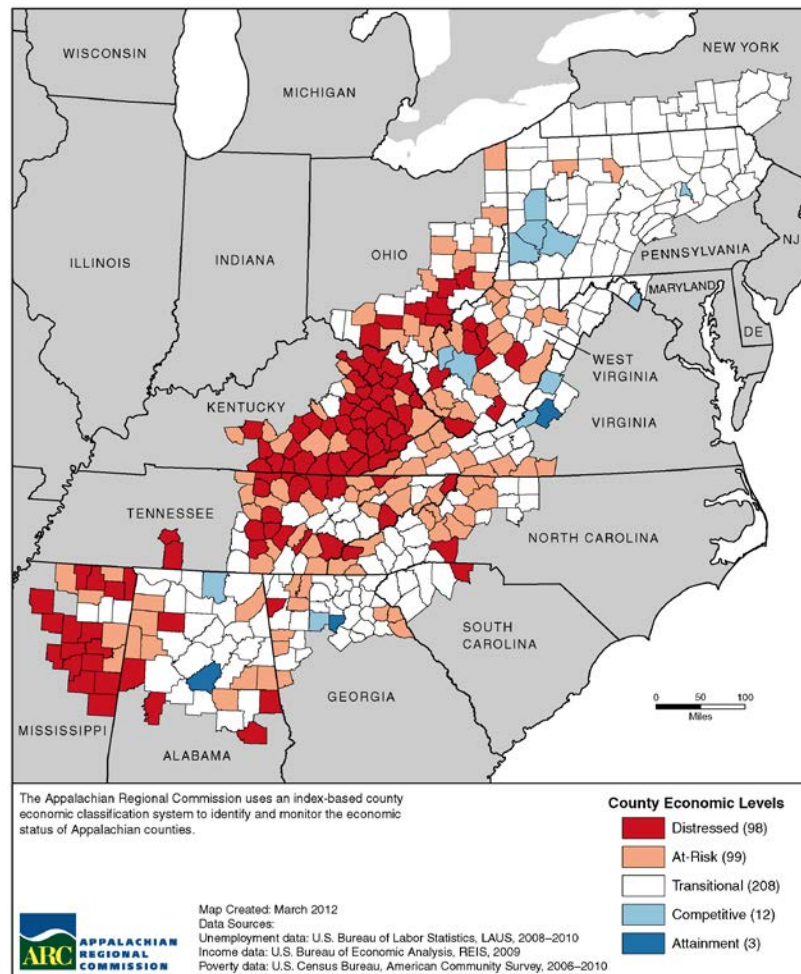 WISCONSIN
NEW YORK
MICHIGAN
ILLINOIS
INDIANA
OHIO
PENNSYLVANIA
NJ
MARYLAND
DE
WEST
VIRGINIA
KENTUCKY
VIRGINIA
TENNESSEE
NORTH CAROLINA
SOUTH
CAROLINA
GEORGIA
MISSISSIPPI
ALABAMA
0 50 100
Miles
The Appalachian Regional Commission uses an index-based county
economic classification system to identify and monitor the economic
status of Appalachian counties.
County Economic Levels
Distressed (98)
At-Risk (99)
Transitional (208)
Competitive (12)
Attainment (3)
ARC
APPALACHIAN
REGIONAL
COMMISSION
Map Created: March 2012
Data Sources:
Unemployment data: U.S. Bureau of Labor Statistics, LAUS, 2008–2010
Income data: U.S. Bureau of Economic Analysis, REIS, 2009
Poverty data: U.S. Census Bureau, American Community Survey, 2006–2010